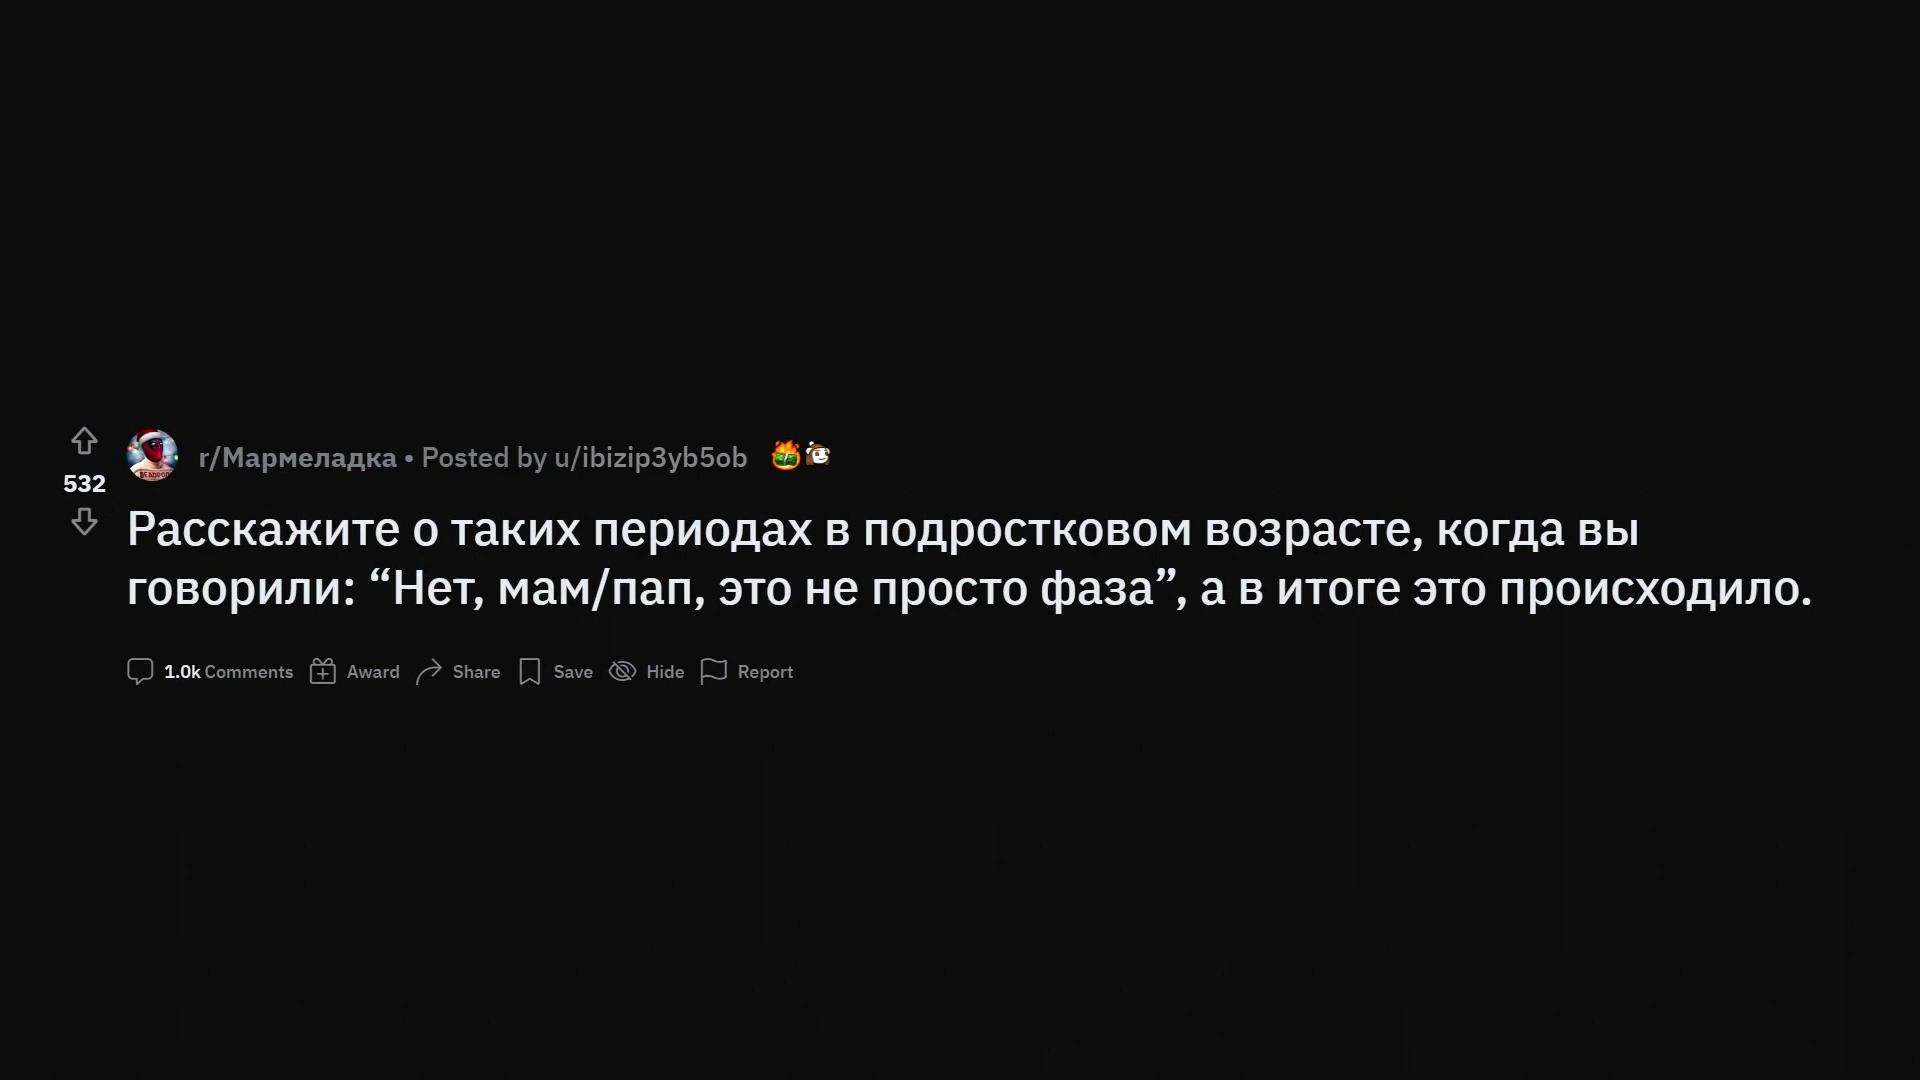 r/Мармеладка • Posted by u/ibizip3yb5ob
532
Расскажите о таких периодах в подростковом возрасте, когда вы
говорили: “Нет, мам/пап, это не просто фаза”, а в итоге это происходило.
1.0k Comments Award Share Save Hide Report